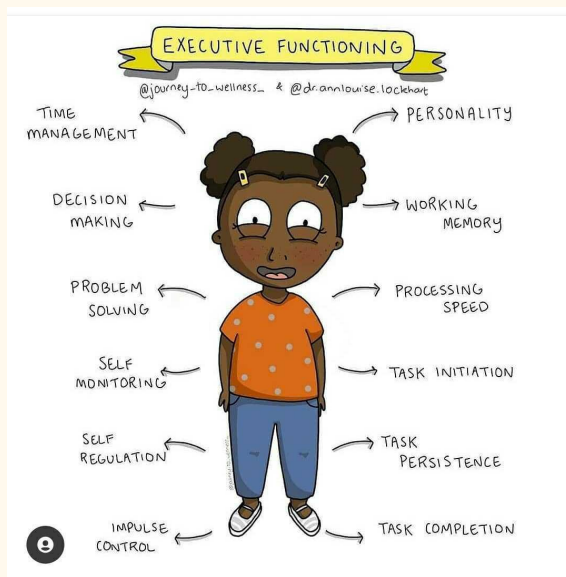 EXECUTIVE FUNCTIONING
@journey_to_wellness_ & @dr.annlouise.lockhart
TIME
MANAGEMENT
PERSONALITY
DECISION
MAKING
WORKING
MEMORY
PROBLEM
SOLVING
PROCESSING
SPEED
SELF
MONITORING
TASK INITIATION
SELF
REGULATION
TASK
PERSISTENCE
IMPULSE
CONTROL
TASK COMPLETION